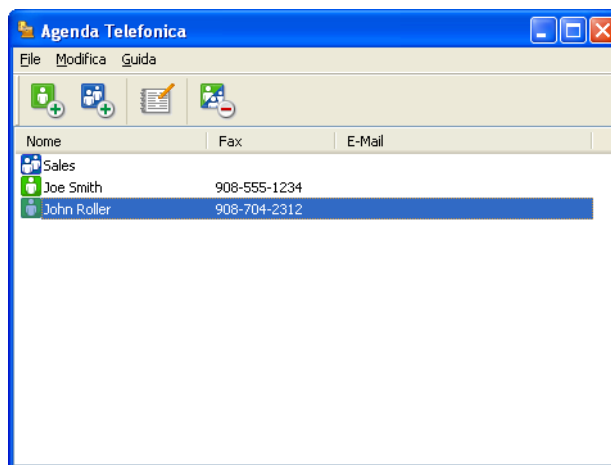 Agenda Telefonica
File Modifica Guida
Nome Fax E-Mail
Sales
Joe Smith 908-555-1234
John Roller 908-704-2312